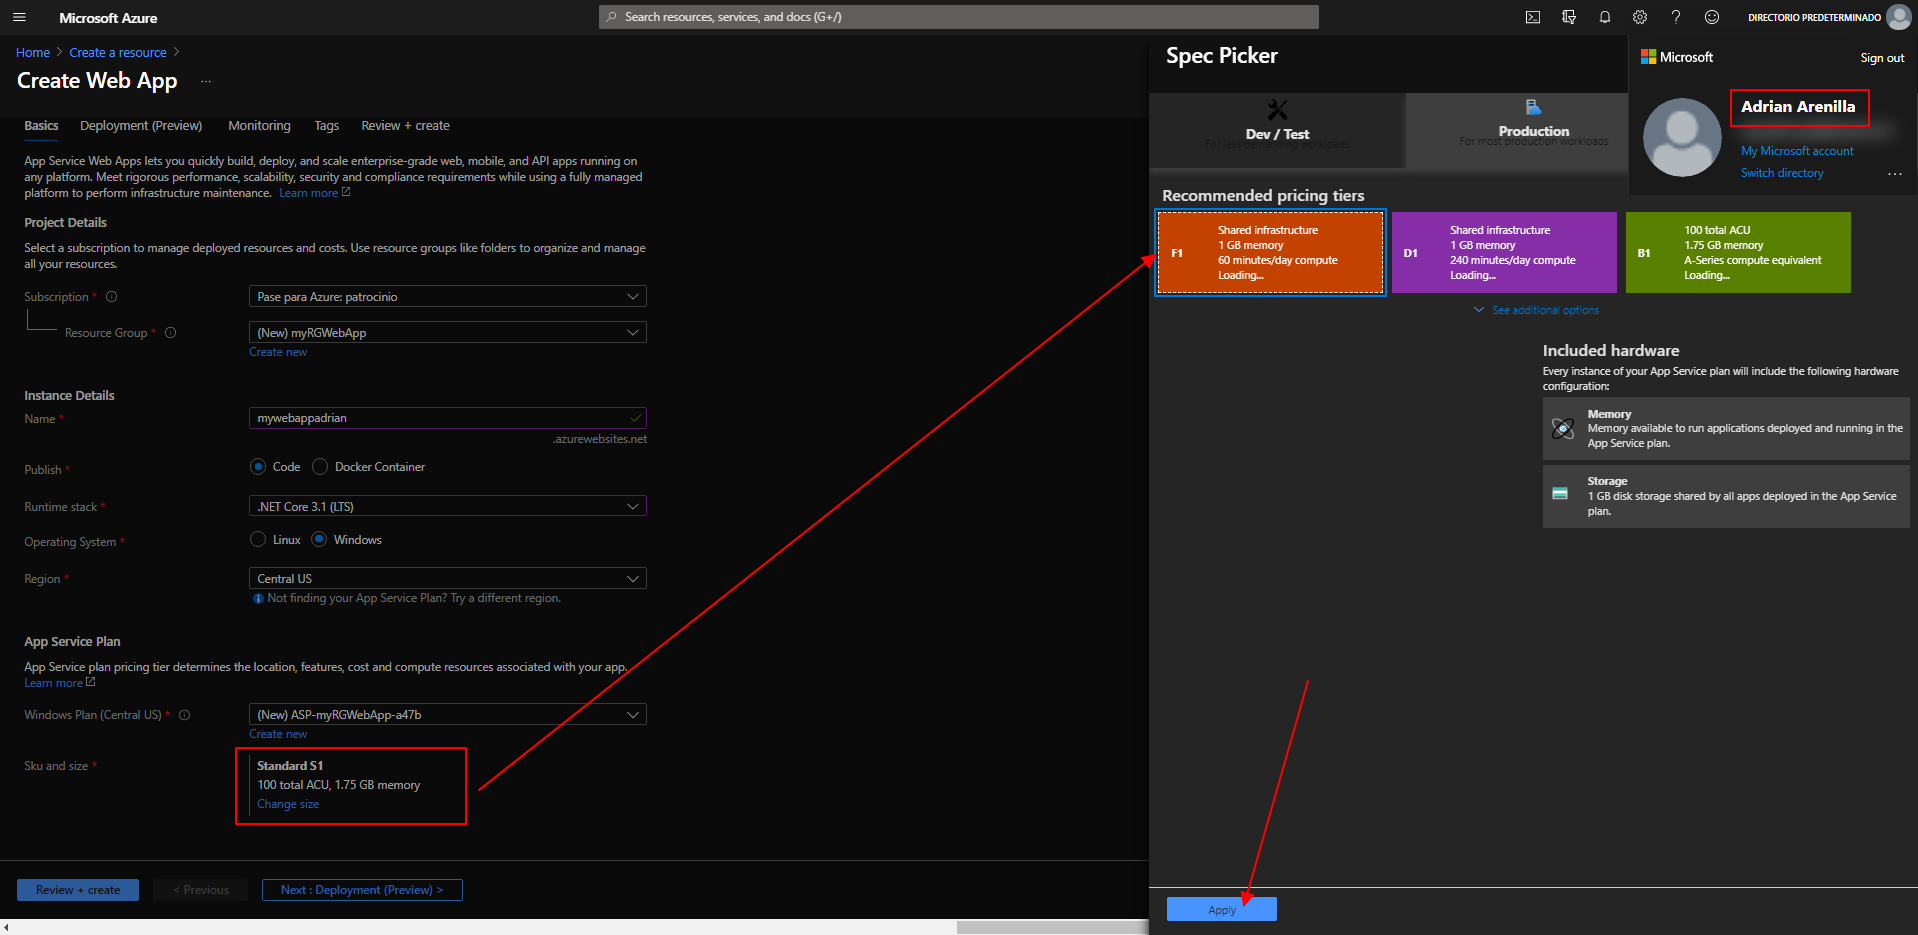 Microsoft Azure
Search resources, services, and docs (G+/)
DIRECTORIO PREDETERMINADO
Home > Create a resource >
Create Web App ...
Basics Deployment (Preview) Monitoring Tags Review + create
App Service Web Apps lets you quickly build, deploy, and scale enterprise-grade web, mobile, and API apps running on
any platform. Meet rigorous performance, scalability, security and compliance requirements while using a fully managed
platform to perform infrastructure maintenance. Learn more
Project Details
Select a subscription to manage deployed resources and costs. Use resource groups like folders to organize and manage
all your resources.
Subscription *
Pase para Azure: patrocinio
Resource Group *
(New) myRGWebApp
Create new
Instance Details
Name *
mywebappadrian
.azurewebsites.net
Publish *
Code Docker Container
Runtime stack *
.NET Core 3.1 (LTS)
Operating System *
Linux Windows
Region *
Central US
Not finding your App Service Plan? Try a different region.
App Service Plan
App Service plan pricing tier determines the location, features, cost and compute resources associated with your app.
Learn more
Windows Plan (Central US) *
(New) ASP-myRGWebApp-a47b
Create new
Sku and size *
Standard S1
100 total ACU, 1.75 GB memory
Change size
Review + create < Previous Next : Deployment (Preview) >
Spec Picker
Dev / Test
For less demanding workloads
Production
For most production workloads
Microsoft
Sign out
Adrian Arenilla
My Microsoft account
Switch directory
...
Recommended pricing tiers
F1
Shared infrastructure
1 GB memory
60 minutes/day compute
Loading...
D1
Shared infrastructure
1 GB memory
240 minutes/day compute
Loading...
B1
100 total ACU
1.75 GB memory
A-Series compute equivalent
Loading...
See additional options
Included hardware
Every instance of your App Service plan will include the following hardware
configuration:
Memory
Memory available to run applications deployed and running in the
App Service plan.
Storage
1 GB disk storage shared by all apps deployed in the App Service
plan.
Apply